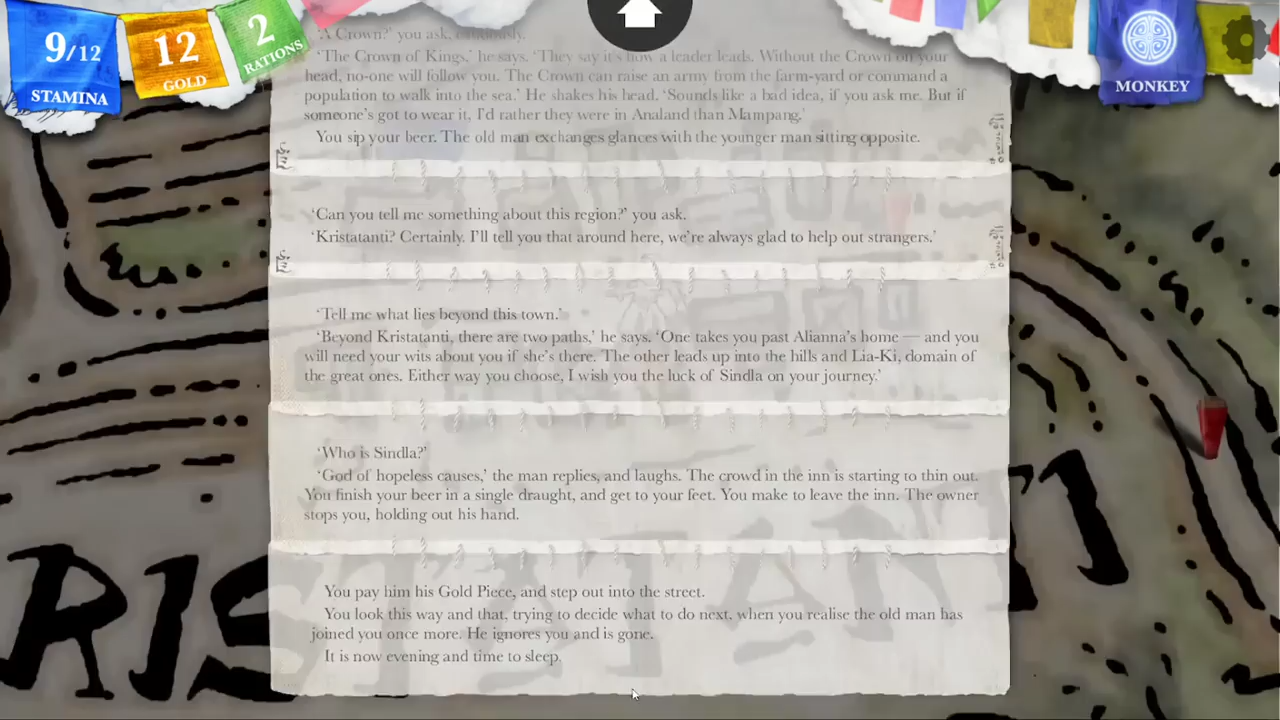 9/12
STAMINA
12
GOLD
2
RATIONS
MONKEY
'A Crown?' you ask, cautiously.
'The Crown of Kings,' he says. 'They say it's how a leader leads. Without the Crown on your
head, no-one will follow you. The Crown can raise an army from the farm-yard or command a
population to walk into the sea.' He shakes his head. 'Sounds like a bad idea, if you ask me. But if
someone's got to wear it, I'd rather they were in Analand than Mampang.'
You sip your beer. The old man exchanges glances with the younger man sitting opposite.
'Can you tell me something about this region?' you ask.
'Kristatanti? Certainly. I'll tell you that around here, we're always glad to help out strangers.'
'Tell me what lies beyond this town.'
'Beyond Kristatanti, there are two paths,' he says. 'One takes you past Alianna's home — and you
will need your wits about you if she's there. The other leads up into the hills and Lia-Ki, domain of
the great ones. Either way you choose, I wish you the luck of Sindla on your journey.'
'Who is Sindla?'
'God of hopeless causes,' the man replies, and laughs. The crowd in the inn is starting to thin out.
You finish your beer in a single draught, and get to your feet. You make to leave the inn. The owner
stops you, holding out his hand.
You pay him his Gold Piece, and step out into the street.
You look this way and that, trying to decide what to do next, when you realise the old man has
joined you once more. He ignores you and is gone.
It is now evening and time to sleep.